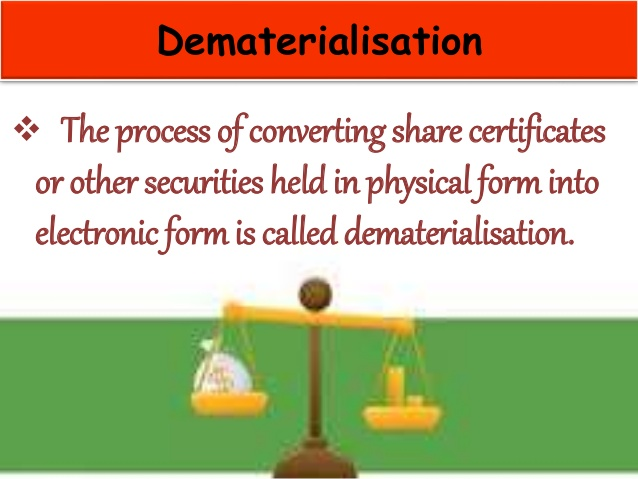 Dematerialisation
❖ The process of converting share certificates
or other securities held in physical form into
electronic form is called dematerialisation.